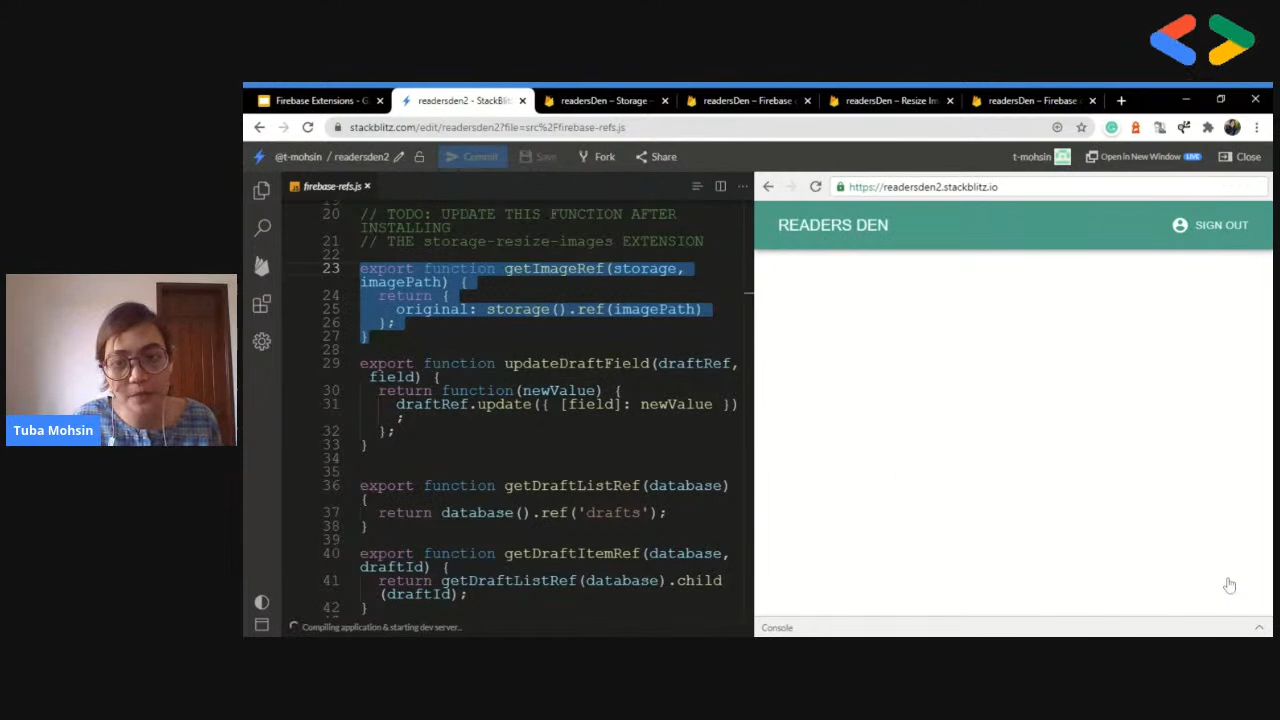 Firebase Extensions - G
readersden2 - StackBlit
readersDen – Storage –
readersDen – Firebase c
readersDen – Resize Im
readersDen – Firebase c
stackblitz.com/edit/readersden2?file=src%2Ffirebase-refs.js
@t-mohsin / readersden2
Commit
Save
Fork
Share
t-mohsin
Open in New Window LIVE
Close
firebase-refs.js
https://readersden2.stackblitz.io
READERS DEN
SIGN OUT
19
20 // TODO: UPDATE THIS FUNCTION AFTER
INSTALLING
21 // THE storage-resize-images EXTENSION
22
23 export function getImageRef(storage,
imagePath) {
24 return {
25 original: storage().ref(imagePath)
26 };
27 }
28
29 export function updateDraftField(draftRef,
field) {
30 return function(newValue) {
31 draftRef.update({ [field]: newValue })
;
32 };
33 }
34
35
36 export function getDraftListRef(database)
{
37 return database().ref('drafts');
38 }
39
40 export function getDraftItemRef(database,
draftId) {
41 return getDraftListRef(database).child
(draftId);
42 }
Compiling application & starting dev server...
Console
Tuba Mohsin